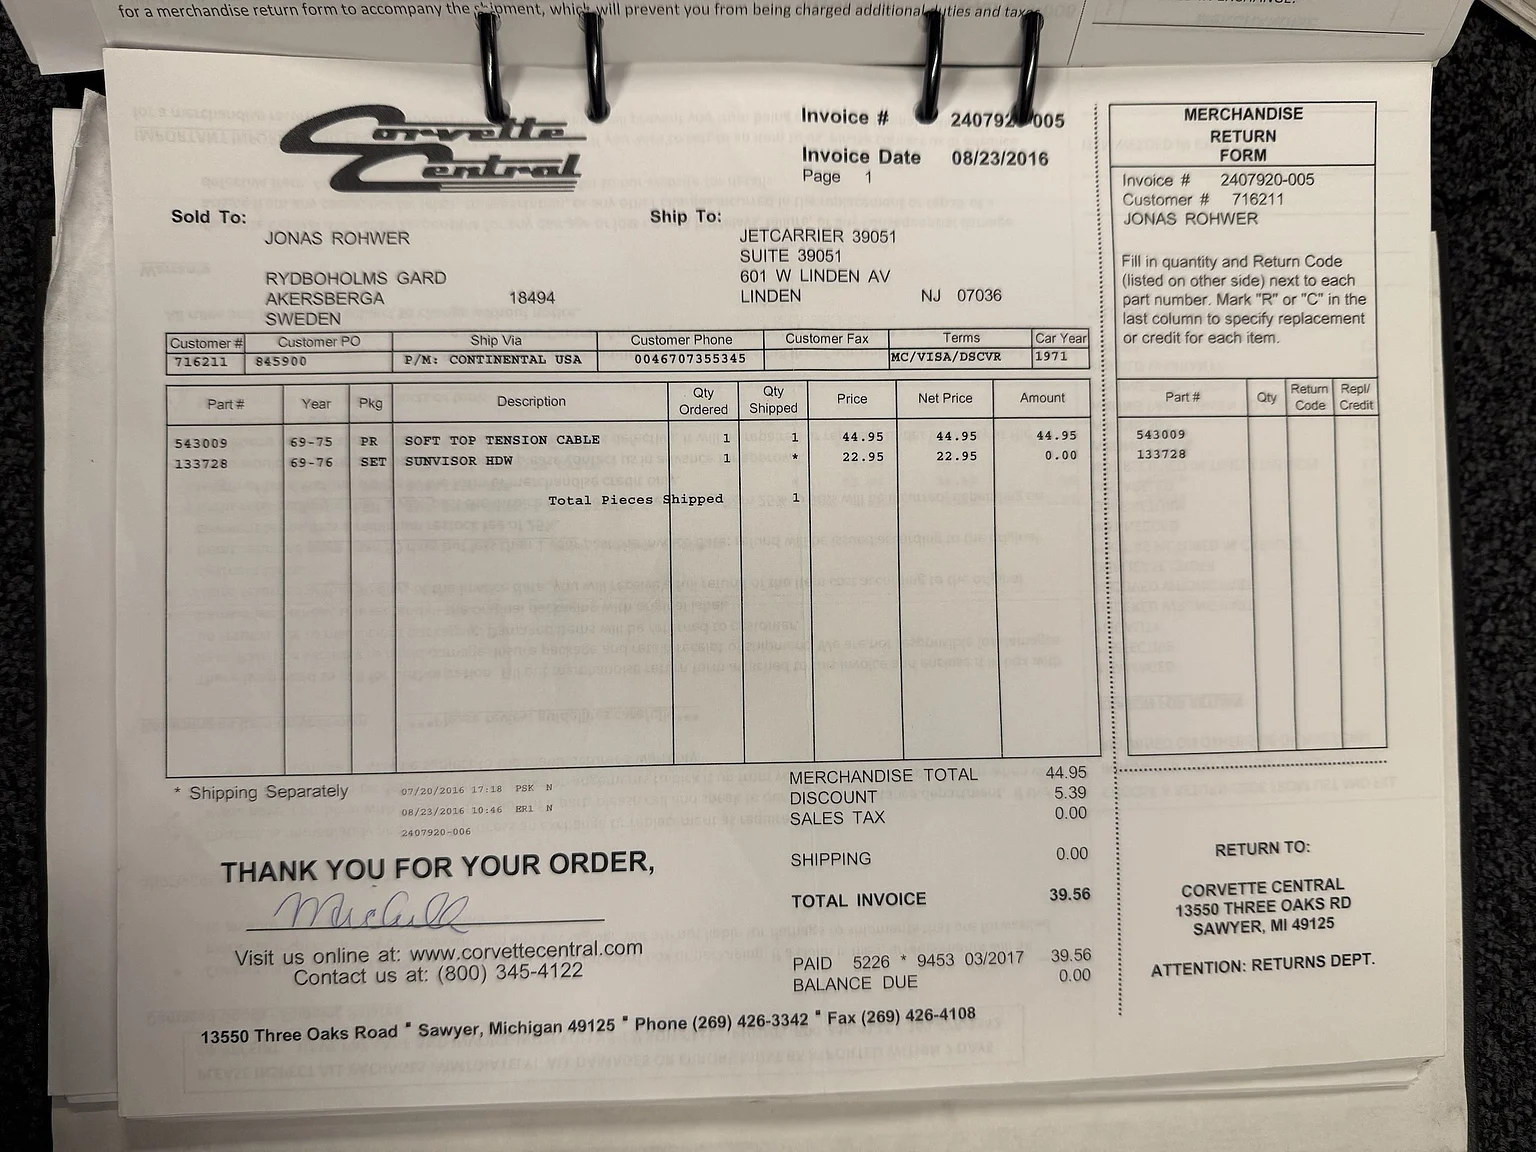 for a merchandise return form to accompany the shipment, which will prevent you from being charged additional duties and taxes
Corvette
Central
Invoice # 2407920-005
Invoice Date 08/23/2016
Page 1
Sold To:
JONAS ROHWER
RYDBOHOLMS GARD
AKERSBERGA 18494
SWEDEN
Ship To:
JETCARRIER 39051
SUITE 39051
601 W LINDEN AV
LINDEN NJ 07036
Customer # Customer PO Ship Via Customer Phone Customer Fax Terms Car Year
716211 845900 P/M: CONTINENTAL USA 0046707355345 MC/VISA/DSCVR 1971
Part # Year Pkg Description Qty Ordered Qty Shipped Price Net Price Amount
543009 69-75 PR SOFT TOP TENSION CABLE 1 1 44.95 44.95 44.95
133728 69-76 SET SUNVISOR HDW 1 * 22.95 22.95 0.00
Total Pieces Shipped 1
* Shipping Separately
07/20/2016 17:18 PSK N
08/23/2016 10:46 ER1 N
2407920-006
MERCHANDISE TOTAL 44.95
DISCOUNT 5.39
SALES TAX 0.00
SHIPPING 0.00
TOTAL INVOICE 39.56
PAID 5226 * 9453 03/2017 39.56
BALANCE DUE 0.00
THANK YOU FOR YOUR ORDER,
Visit us online at: www.corvettecentral.com
Contact us at: (800) 345-4122
13550 Three Oaks Road * Sawyer, Michigan 49125 * Phone (269) 426-3342 * Fax (269) 426-4108
MERCHANDISE
RETURN
FORM
Invoice # 2407920-005
Customer # 716211
JONAS ROHWER
Fill in quantity and Return Code
(listed on other side) next to each
part number. Mark "R" or "C" in the
last column to specify replacement
or credit for each item.
Part # Qty Return Code Repl/ Credit
543009
133728
RETURN TO:
CORVETTE CENTRAL
13550 THREE OAKS RD
SAWYER, MI 49125
ATTENTION: RETURNS DEPT.